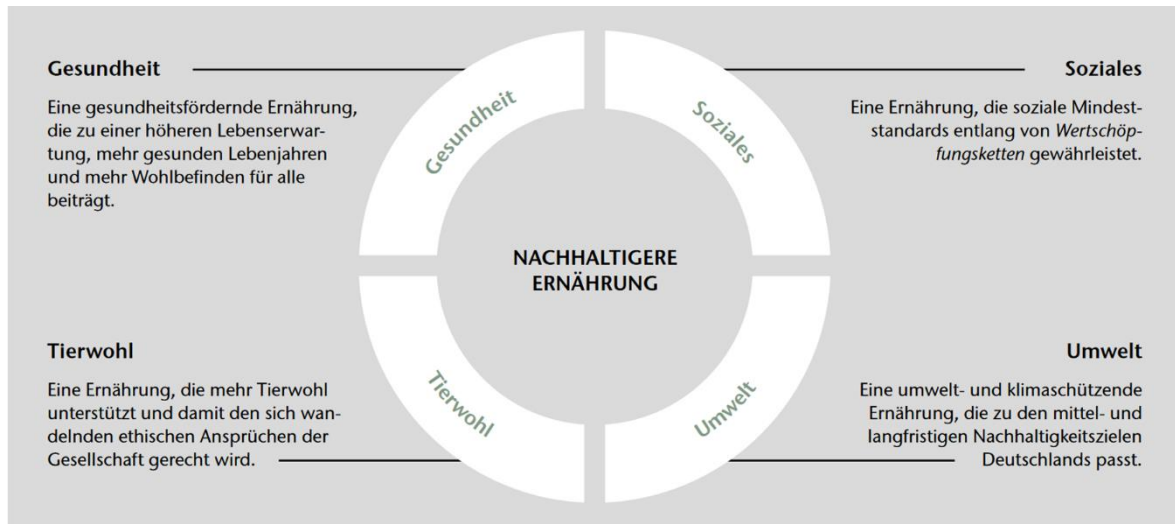 Gesundheit
Eine gesundheitsfördernde Ernährung,
die zu einer höheren Lebenserwar-
tung, mehr gesunden Lebenjahren
und mehr Wohlbefinden für alle
beiträgt.
Soziales
Eine Ernährung, die soziale Mindest-
standards entlang von Wertschöp-
fungsketten gewährleistet.
Gesundheit
Soziales
NACHHALTIGERE
ERNÄHRUNG
Tierwohl
Umwelt
Tierwohl
Eine Ernährung, die mehr Tierwohl
unterstützt und damit den sich wan-
delnden ethischen Ansprüchen der
Gesellschaft gerecht wird.
Umwelt
Eine umwelt- und klimaschützende
Ernährung, die zu den mittel- und
langfristigen Nachhaltigkeitszielen
Deutschlands passt.